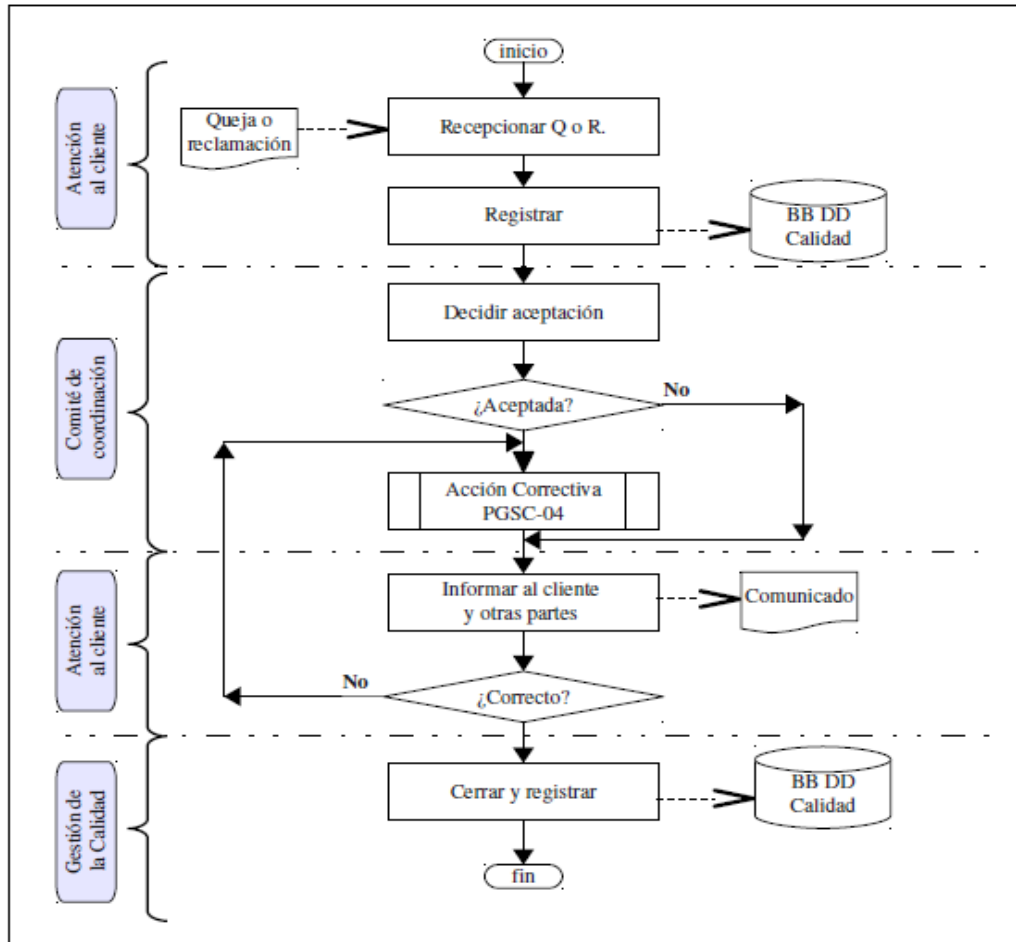 inicio
Atención
al cliente
Queja o
reclamación
Recepcionar Q o R.
Registrar
BB DD
Calidad
Comité de
coordinación
Decidir aceptación
¿Aceptada?
No
Acción Correctiva
PGSC-04
Atención
al cliente
Informar al cliente
y otras partes
Comunicado
No
¿Correcto?
Gestión de
la Calidad
Cerrar y registrar
BB DD
Calidad
fin